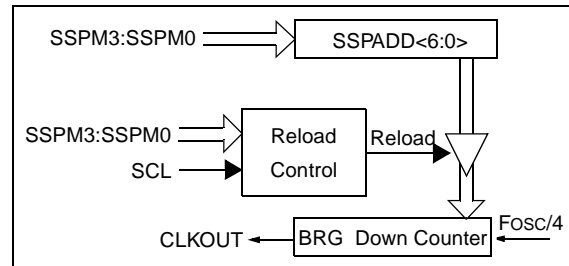 SSPM3:SSPM0
SSPADD<6:0>
SSPM3:SSPM0
SCL
Reload
Control
Reload
CLKOUT
BRG Down Counter
FOSC/4